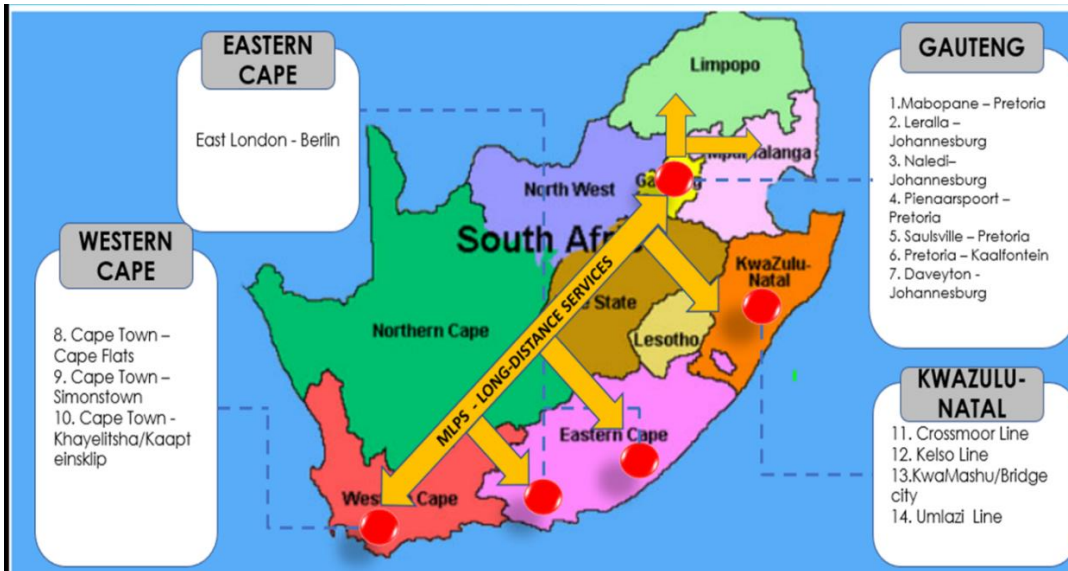 EASTERN
CAPE
East London - Berlin
WESTERN
CAPE
8. Cape Town –
Cape Flats
9. Cape Town –
Simonstown
10. Cape Town -
Khayelitsha/Kaapt
einsklip
GAUTENG
1.Mabopane – Pretoria
2. Leralla –
Johannesburg
3. Naledi–
Johannesburg
4. Pienaarspoort –
Pretoria
5. Saulsville – Pretoria
6. Pretoria – Kaalfontein
7. Daveyton -
Johannesburg
KWAZULU-
NATAL
11. Crossmoor Line
12. Kelso Line
13.KwaMashu/Bridge
city
14. Umlazi Line
Limpopo
North West
South Afri
KwaZulu-
Natal
State
Northern Cape
Lesotho
MLPS - LONG-DISTANCE SERVICES
Eastern Cape
Cape